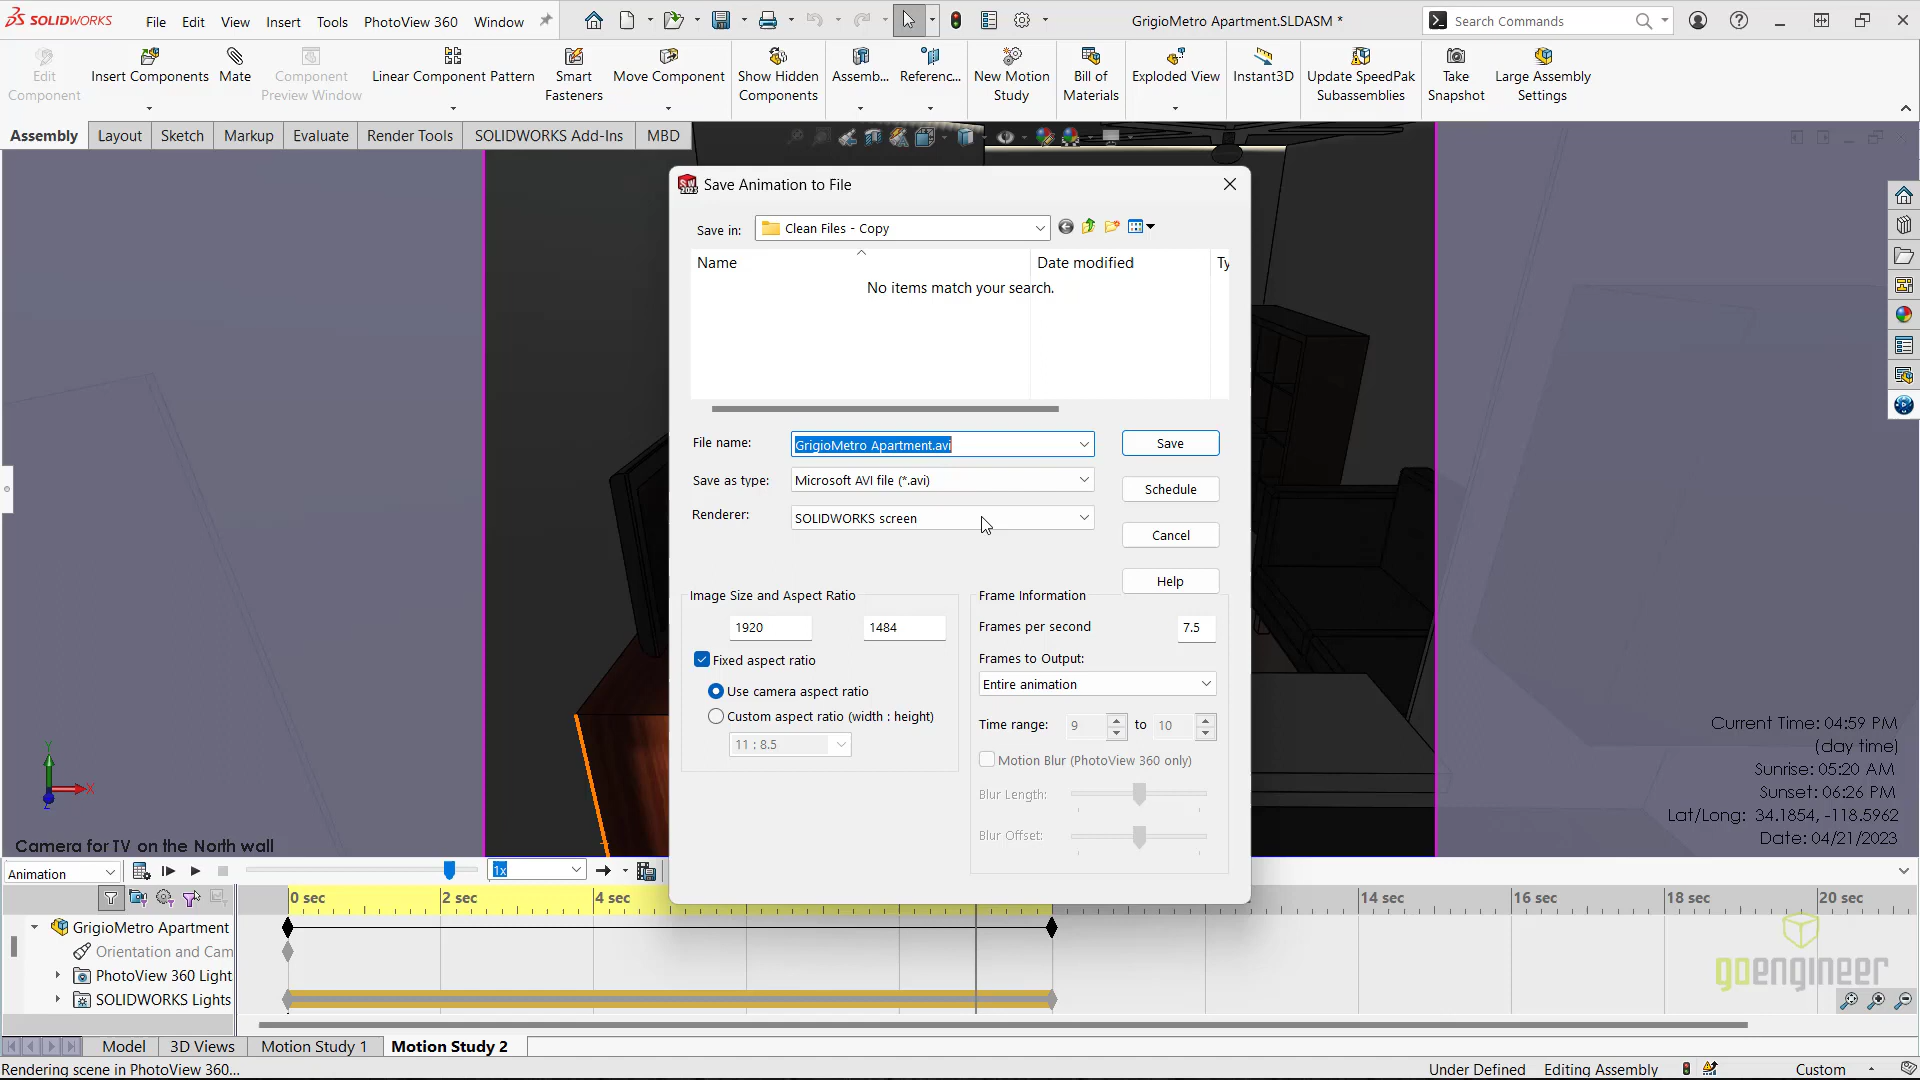 SOLIDWORKS File Edit View Insert Tools PhotoView 360 Window GrigioMetro Apartment.SLDASM * Search Commands
Edit Component
Insert Components
Mate
Component Preview Window
Linear Component Pattern
Smart Fasteners
Move Component
Show Hidden Components
Assemb...
Referenc...
New Motion Study
Bill of Materials
Exploded View
Instant3D
Update SpeedPak Subassemblies
Take Snapshot
Large Assembly Settings
Assembly Layout Sketch Markup Evaluate Render Tools SOLIDWORKS Add-Ins MBD
SW 2023
Save Animation to File
Save in: Clean Files - Copy
Name Date modified Ty
No items match your search.
File name: GrigioMetro Apartment.avi Save
Save as type: Microsoft AVI file (*.avi) Schedule
Renderer: SOLIDWORKS screen
Cancel
Help
Image Size and Aspect Ratio
1920 1484
Fixed aspect ratio
Use camera aspect ratio
Custom aspect ratio (width : height)
11 : 8.5
Frame Information
Frames per second 7.5
Frames to Output:
Entire animation
Time range: 9 to 10
Motion Blur (PhotoView 360 only)
Blur Length:
Blur Offset:
Current Time: 04:59 PM
(day time)
Sunrise: 05:20 AM
Sunset: 06:26 PM
Lat/Long: 34.1854, -118.5962
Date: 04/21/2023
Y
X
Z
Camera for TV on the North wall
Animation 1x
0 sec 2 sec 4 sec 14 sec 16 sec 18 sec 20 sec
GrigioMetro Apartment
Orientation and Cam
PhotoView 360 Light
SOLIDWORKS Lights
goengineer
Model 3D Views Motion Study 1 Motion Study 2
Rendering scene in PhotoView 360... Under Defined Editing Assembly Custom